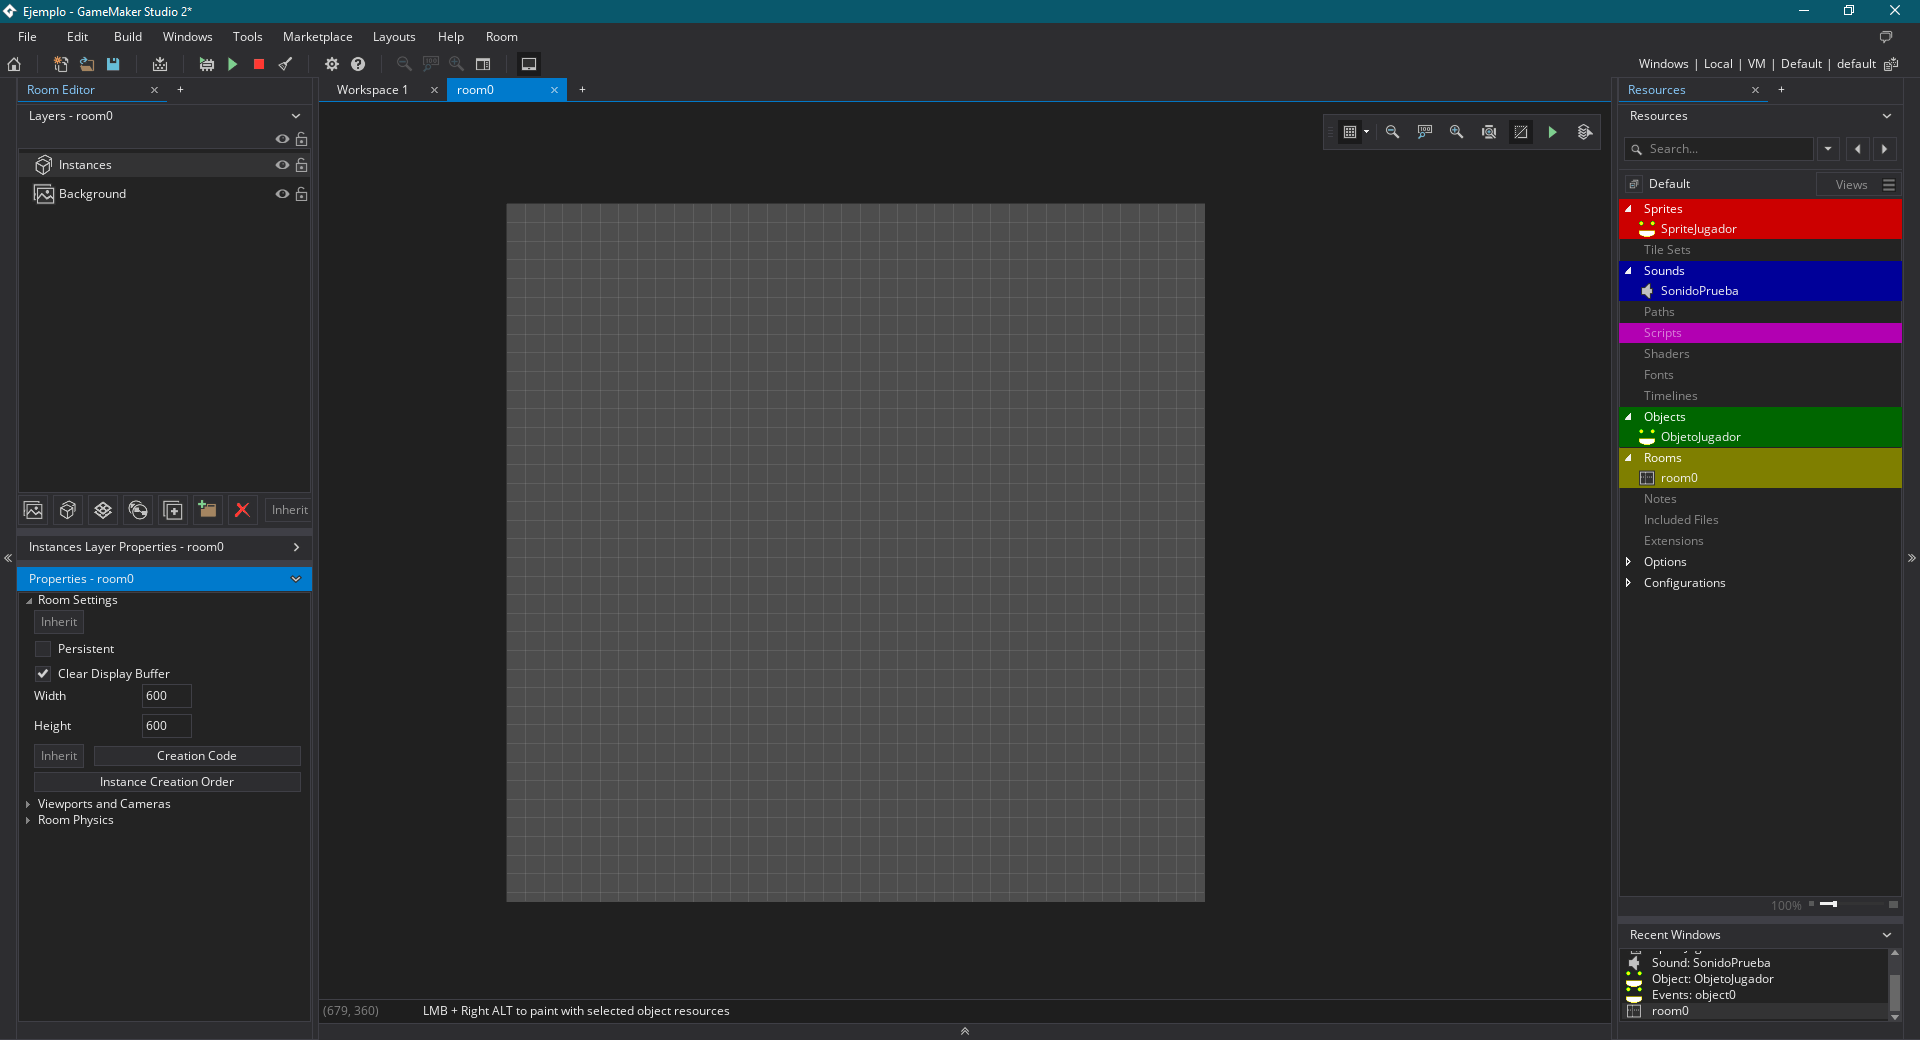 Ejemplo - GameMaker Studio 2*
File Edit Build Windows Tools Marketplace Layouts Help Room
Windows | Local | VM | Default | default
Room Editor
Layers - room0
Instances
Background
Inherit
Instances Layer Properties - room0
Properties - room0
Room Settings
Inherit
Persistent
Clear Display Buffer
Width 600
Height 600
Inherit Creation Code
Instance Creation Order
Viewports and Cameras
Room Physics
Workspace 1 room0
100
(679, 360) LMB + Right ALT to paint with selected object resources
Resources
Resources
Search...
Default Views
Sprites
SpriteJugador
Tile Sets
Sounds
SonidoPrueba
Paths
Scripts
Shaders
Fonts
Timelines
Objects
ObjetoJugador
Rooms
room0
Notes
Included Files
Extensions
Options
Configurations
100%
Recent Windows
Sound: SonidoPrueba
Object: ObjetoJugador
Events: object0
room0